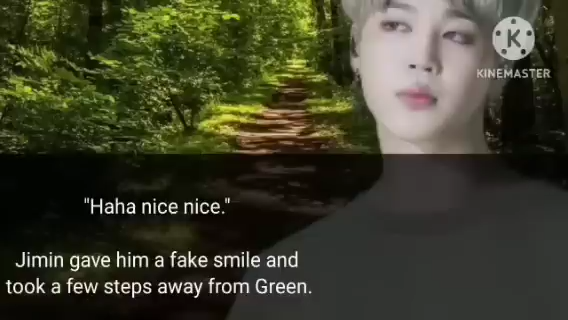 KINEMASTER
"Haha nice nice."
Jimin gave him a fake smile and
took a few steps away from Green.